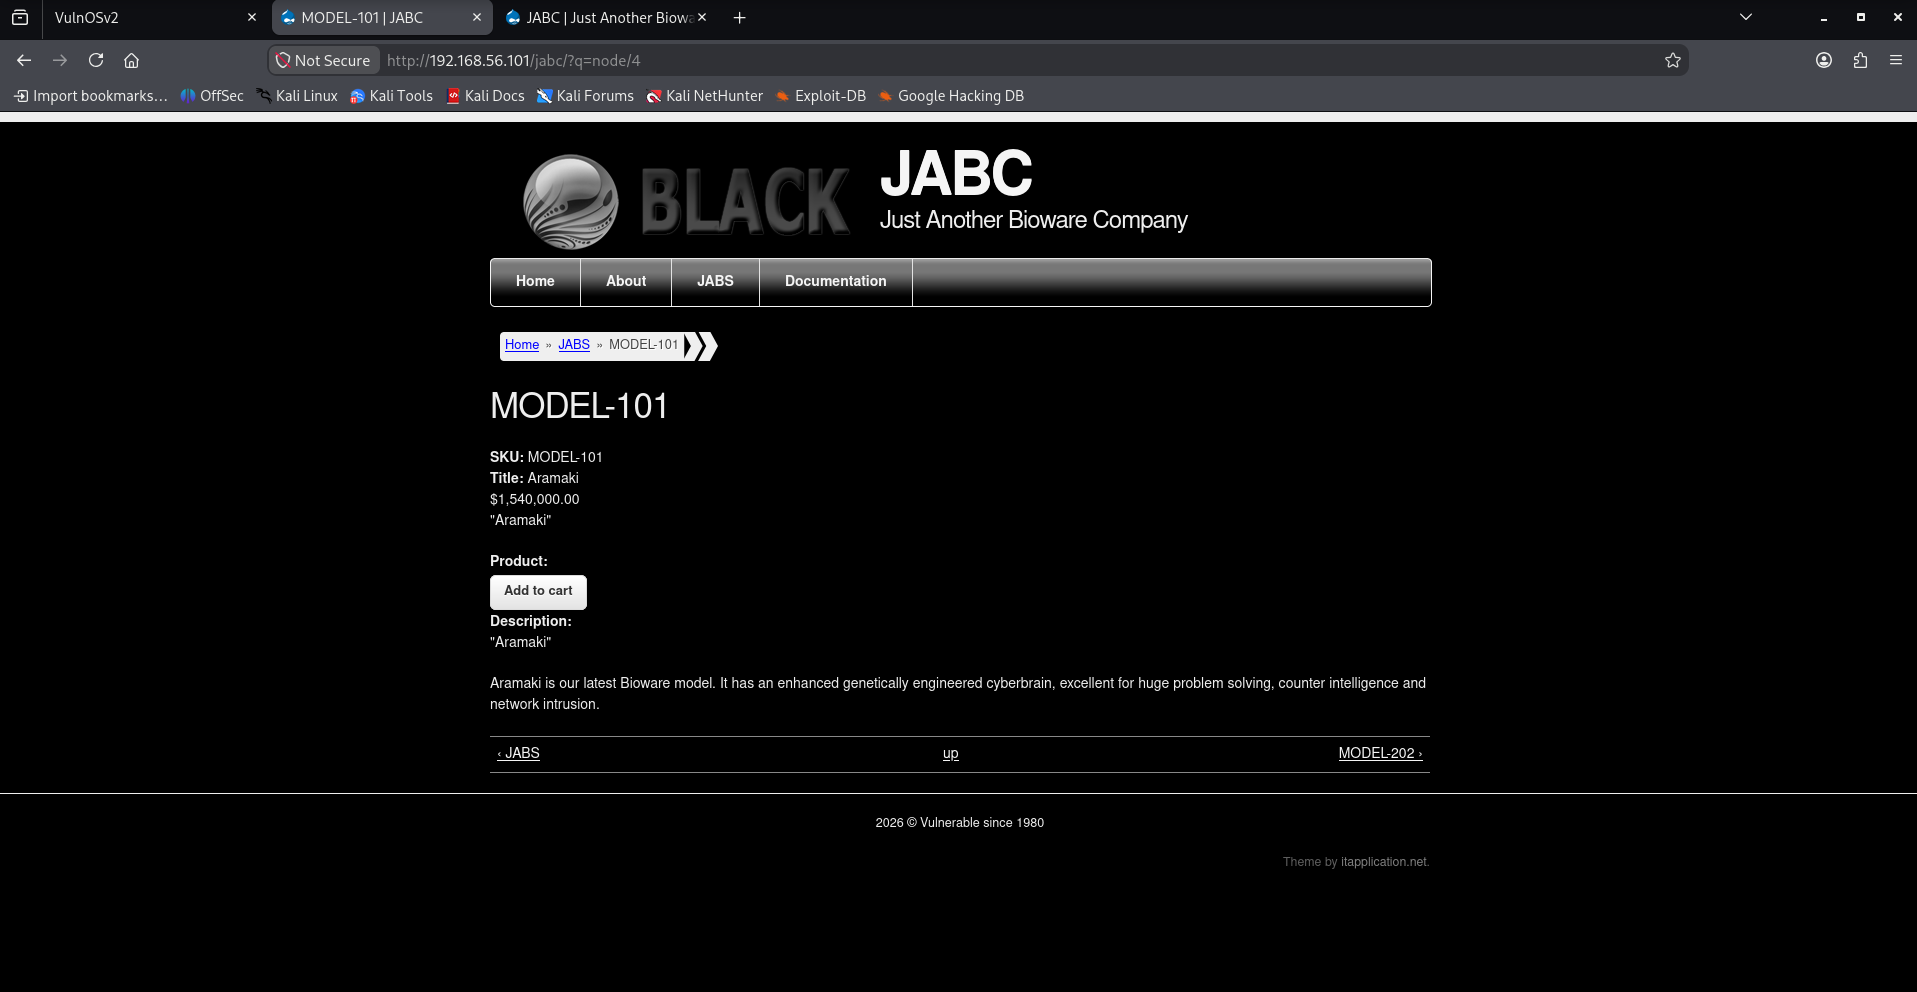 VulnOSv2
MODEL-101 | JABC
JABC | Just Another Biowa
Not Secure
http://192.168.56.101/jabc/?q=node/4
Import bookmarks... OffSec Kali Linux Kali Tools Kali Docs Kali Forums Kali NetHunter Exploit-DB Google Hacking DB
BLACK
JABC
Just Another Bioware Company
Home About JABS Documentation
Home » JABS » MODEL-101
MODEL-101
SKU: MODEL-101
Title: Aramaki
$1,540,000.00
"Aramaki"
Product:
Add to cart
Description:
"Aramaki"
Aramaki is our latest Bioware model. It has an enhanced genetically engineered cyberbrain, excellent for huge problem solving, counter intelligence and
network intrusion.
‹ JABS up MODEL-202 ›
2026 © Vulnerable since 1980
Theme by itapplication.net.